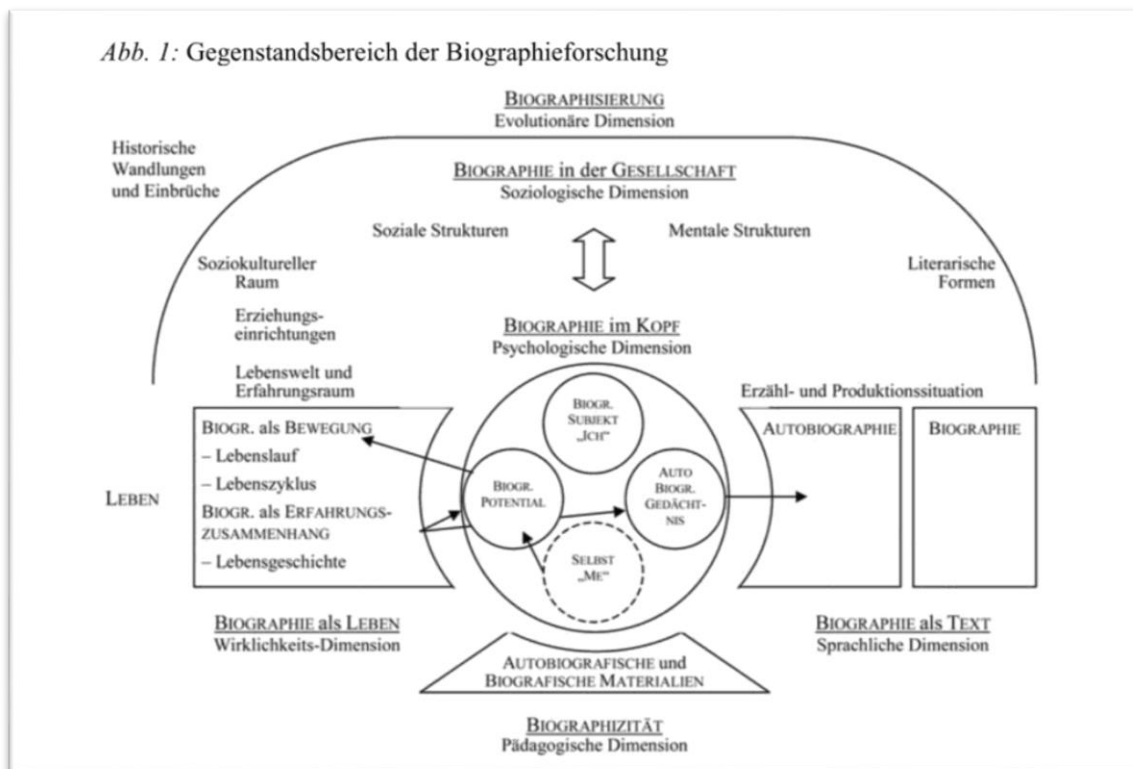 Abb. 1: Gegenstandsbereich der Biographieforschung
BIOGRAPHISIERUNG
Evolutionäre Dimension
Historische
Wandlungen
und Einbrüche
BIOGRAPHIE in der GESELLSCHAFT
Soziologische Dimension
Soziale Strukturen
Mentale Strukturen
Soziokultureller
Raum
Literarische
Formen
Erziehungs-
einrichtungen
BIOGRAPHIE im KOPF
Psychologische Dimension
Lebenswelt und
Erfahrungsraum
Erzähl- und Produktionssituation
LEBEN
BIOGR. als BEWEGUNG
– Lebenslauf
– Lebenszyklus
BIOGR. als ERFAHRUNGS-
ZUSAMMENHANG
– Lebensgeschichte
BIOGR.
SUBJEKT
„ICH“
BIOGR.
POTENTIAL
AUTO
BIOGR.
GEDÄCHT-
NIS
SELBST
„ME“
AUTOBIOGRAPHIE
BIOGRAPHIE
BIOGRAPHIE als LEBEN
Wirklichkeits-Dimension
BIOGRAPHIE als TEXT
Sprachliche Dimension
AUTOBIOGRAFISCHE und
BIOGRAFISCHE MATERIALIEN
BIOGRAPHIZITÄT
Pädagogische Dimension